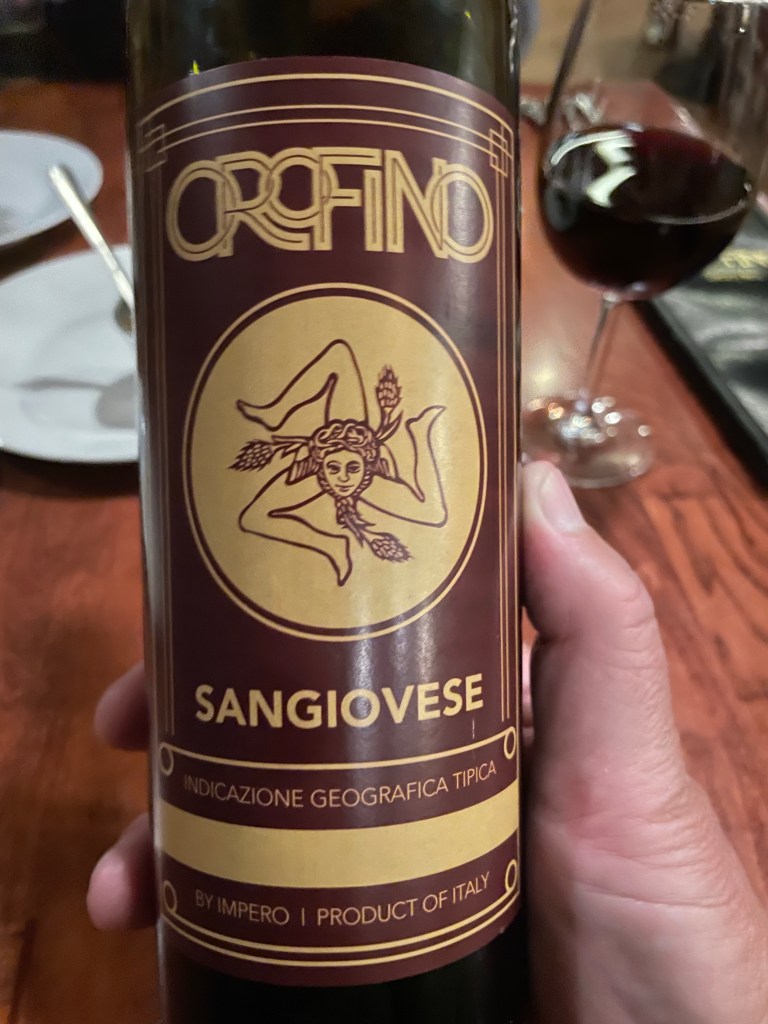 OROFINO
SANGIOVESE
INDICAZIONE GEOGRAFICA TIPICA
BY IMPERO | PRODUCT OF ITALY